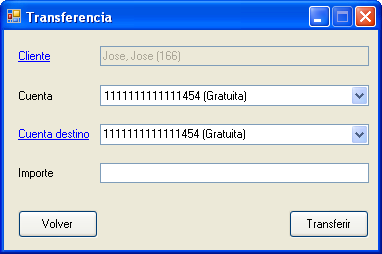 Transferencia
Cliente
Jose, Jose (166)
Cuenta
1111111111111454 (Gratuita)
Cuenta destino
1111111111111454 (Gratuita)
Importe
Volver
Transferir